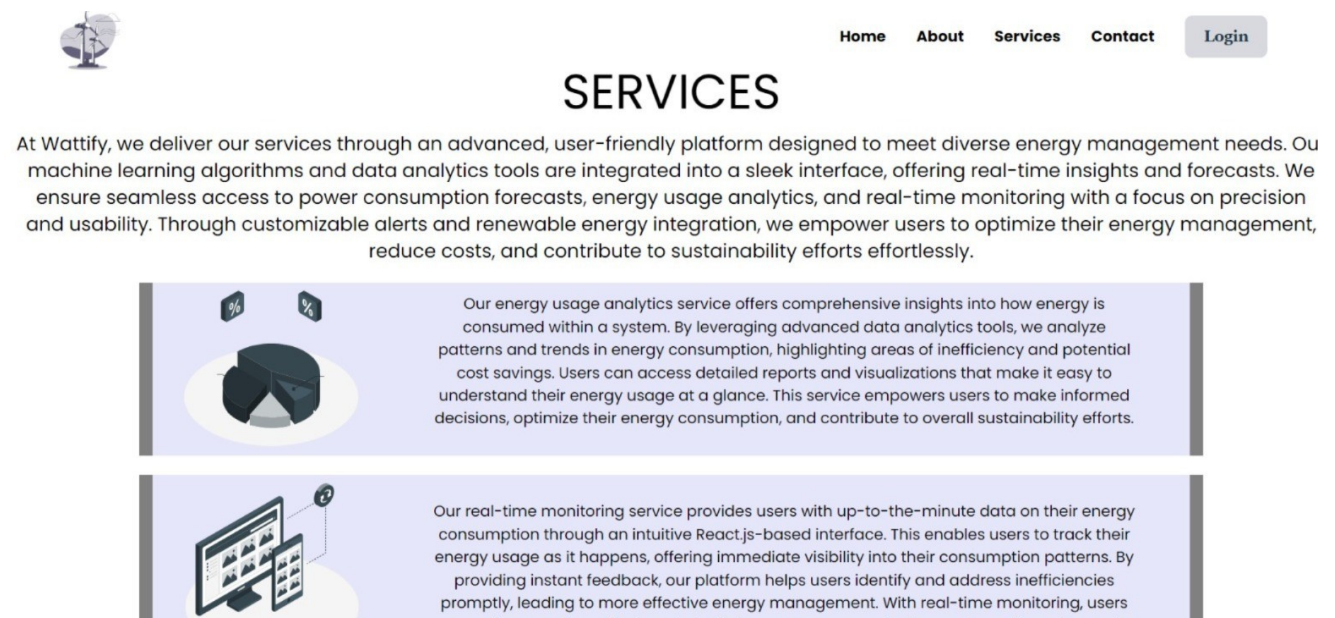 Home About Services Contact Login
SERVICES
At Wattify, we deliver our services through an advanced, user-friendly platform designed to meet diverse energy management needs. Ou
machine learning algorithms and data analytics tools are integrated into a sleek interface, offering real-time insights and forecasts. We
ensure seamless access to power consumption forecasts, energy usage analytics, and real-time monitoring with a focus on precision
and usability. Through customizable alerts and renewable energy integration, we empower users to optimize their energy management,
reduce costs, and contribute to sustainability efforts effortlessly.
% %
Our energy usage analytics service offers comprehensive insights into how energy is
consumed within a system. By leveraging advanced data analytics tools, we analyze
patterns and trends in energy consumption, highlighting areas of inefficiency and potential
cost savings. Users can access detailed reports and visualizations that make it easy to
understand their energy usage at a glance. This service empowers users to make informed
decisions, optimize their energy consumption, and contribute to overall sustainability efforts.
Our real-time monitoring service provides users with up-to-the-minute data on their energy
consumption through an intuitive React.js-based interface. This enables users to track their
energy usage as it happens, offering immediate visibility into their consumption patterns. By
providing instant feedback, our platform helps users identify and address inefficiencies
promptly, leading to more effective energy management. With real-time monitoring, users